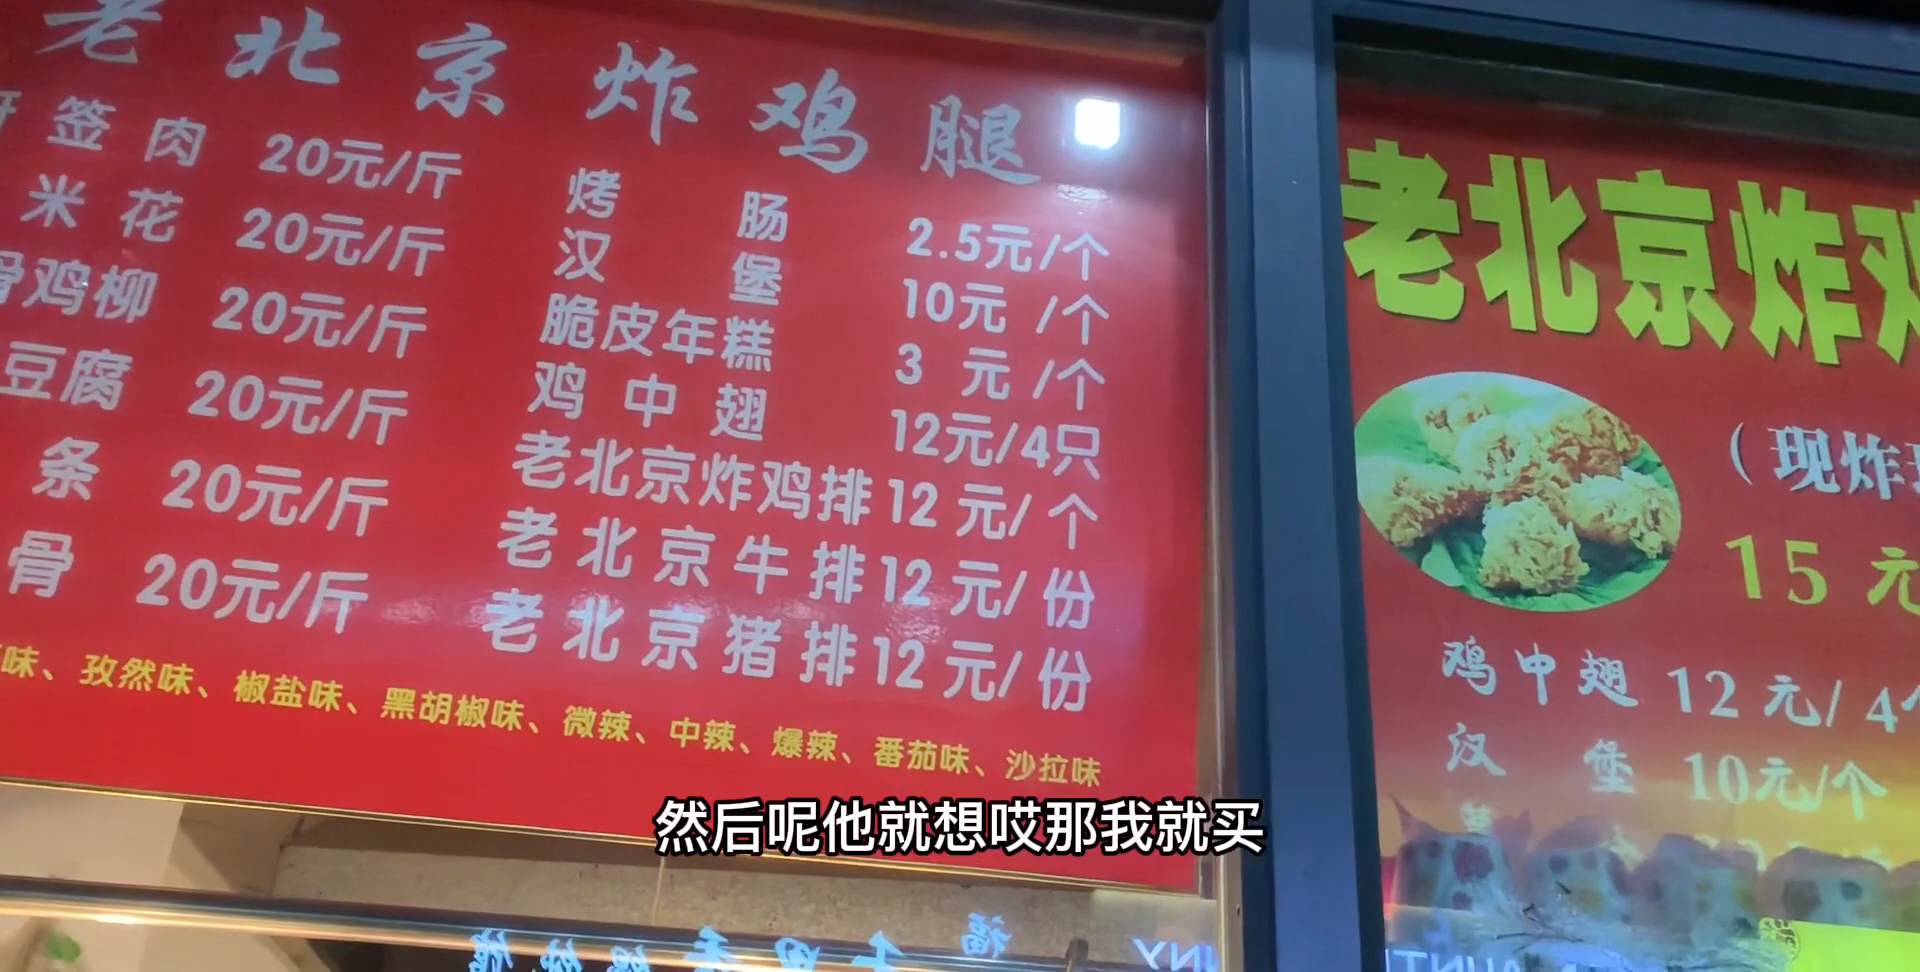 老北京炸鸡腿
签肉 20元/斤
米花 20元/斤
骨鸡柳 20元/斤
豆腐 20元/斤
条 20元/斤
骨 20元/斤
烤肠 2.5元/个
汉堡 10元/个
脆皮年糕 3元/个
鸡中翅 12元/4只
老北京炸鸡排 12元/个
老北京牛排 12元/份
老北京猪排 12元/份
味、孜然味、椒盐味、黑胡椒味、微辣、中辣、爆辣、番茄味、沙拉味
老北京炸鸡
（现炸现
15元
鸡中翅 12元/4个
汉堡 10元/个
然后呢他就想哎那我就买